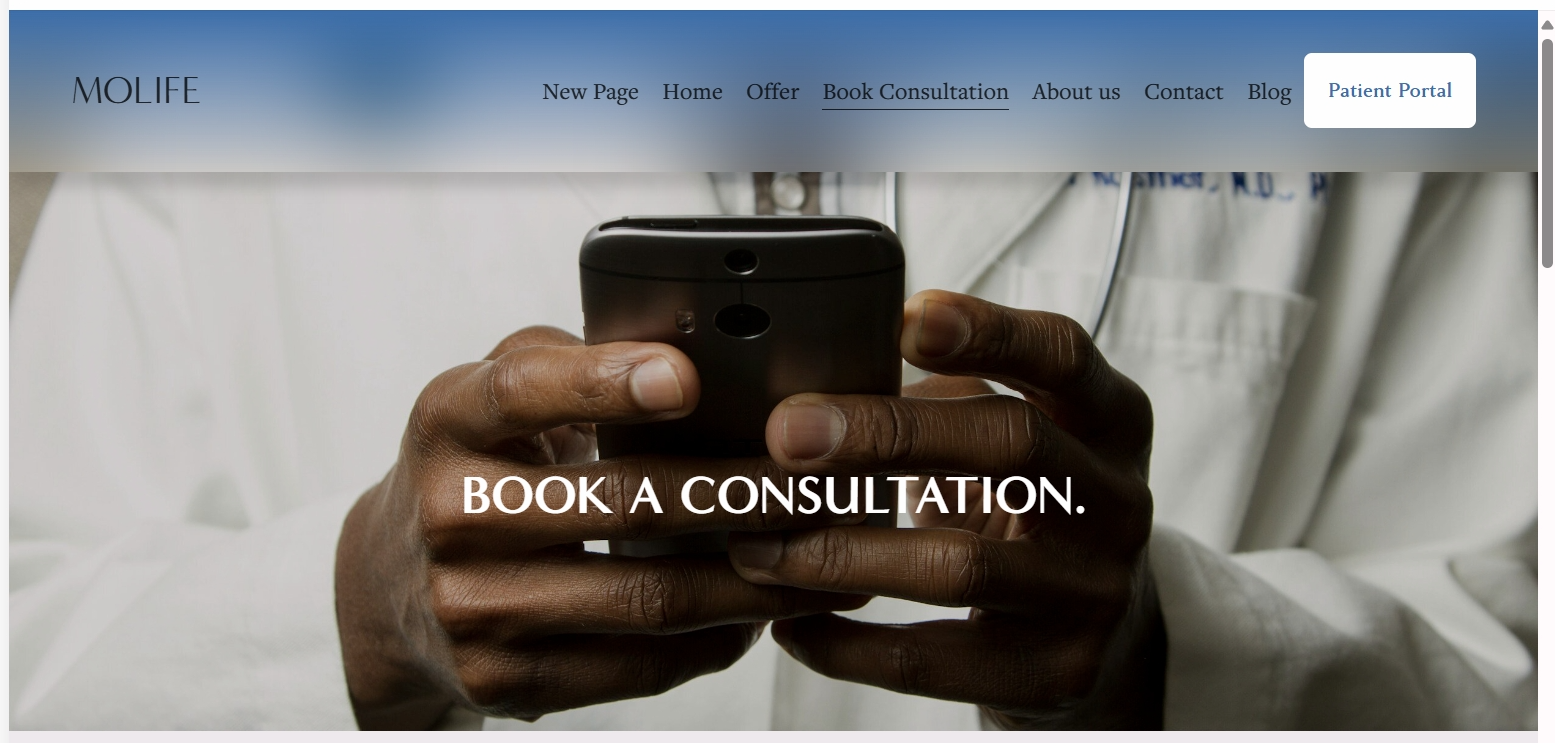 MOLIFE
New Page Home Offer Book Consultation About us Contact Blog Patient Portal
BOOK A CONSULTATION.